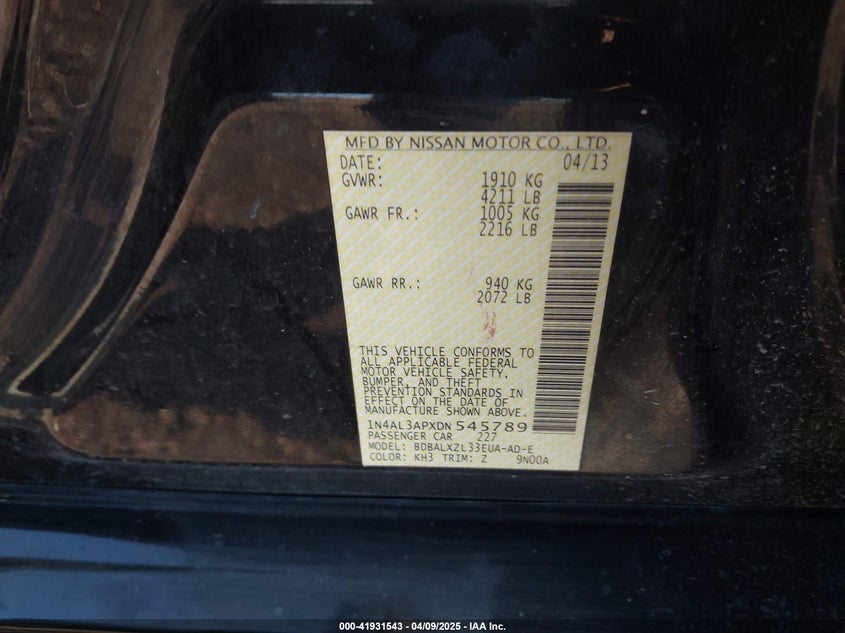 MFD BY NISSAN MOTOR CO., LTD.
DATE: 04/13
GVWR: 1910 KG
4211 LB
GAWR FR.: 1005 KG
2216 LB
GAWR RR.: 940 KG
2072 LB
THIS VEHICLE CONFORMS TO
ALL APPLICABLE FEDERAL
MOTOR VEHICLE SAFETY,
BUMPER, AND THEFT
PREVENTION STANDARDS IN
EFFECT ON THE DATE OF
MANUFACTURE SHOWN ABOVE.
1N4AL3APXDN545789
PASSENGER CAR 227
MODEL: BDBALXZL33EUA-AD-E
COLOR: KH3 TRIM: Z 9N00A
000-41931543 - 04/09/2025 - IAA Inc.